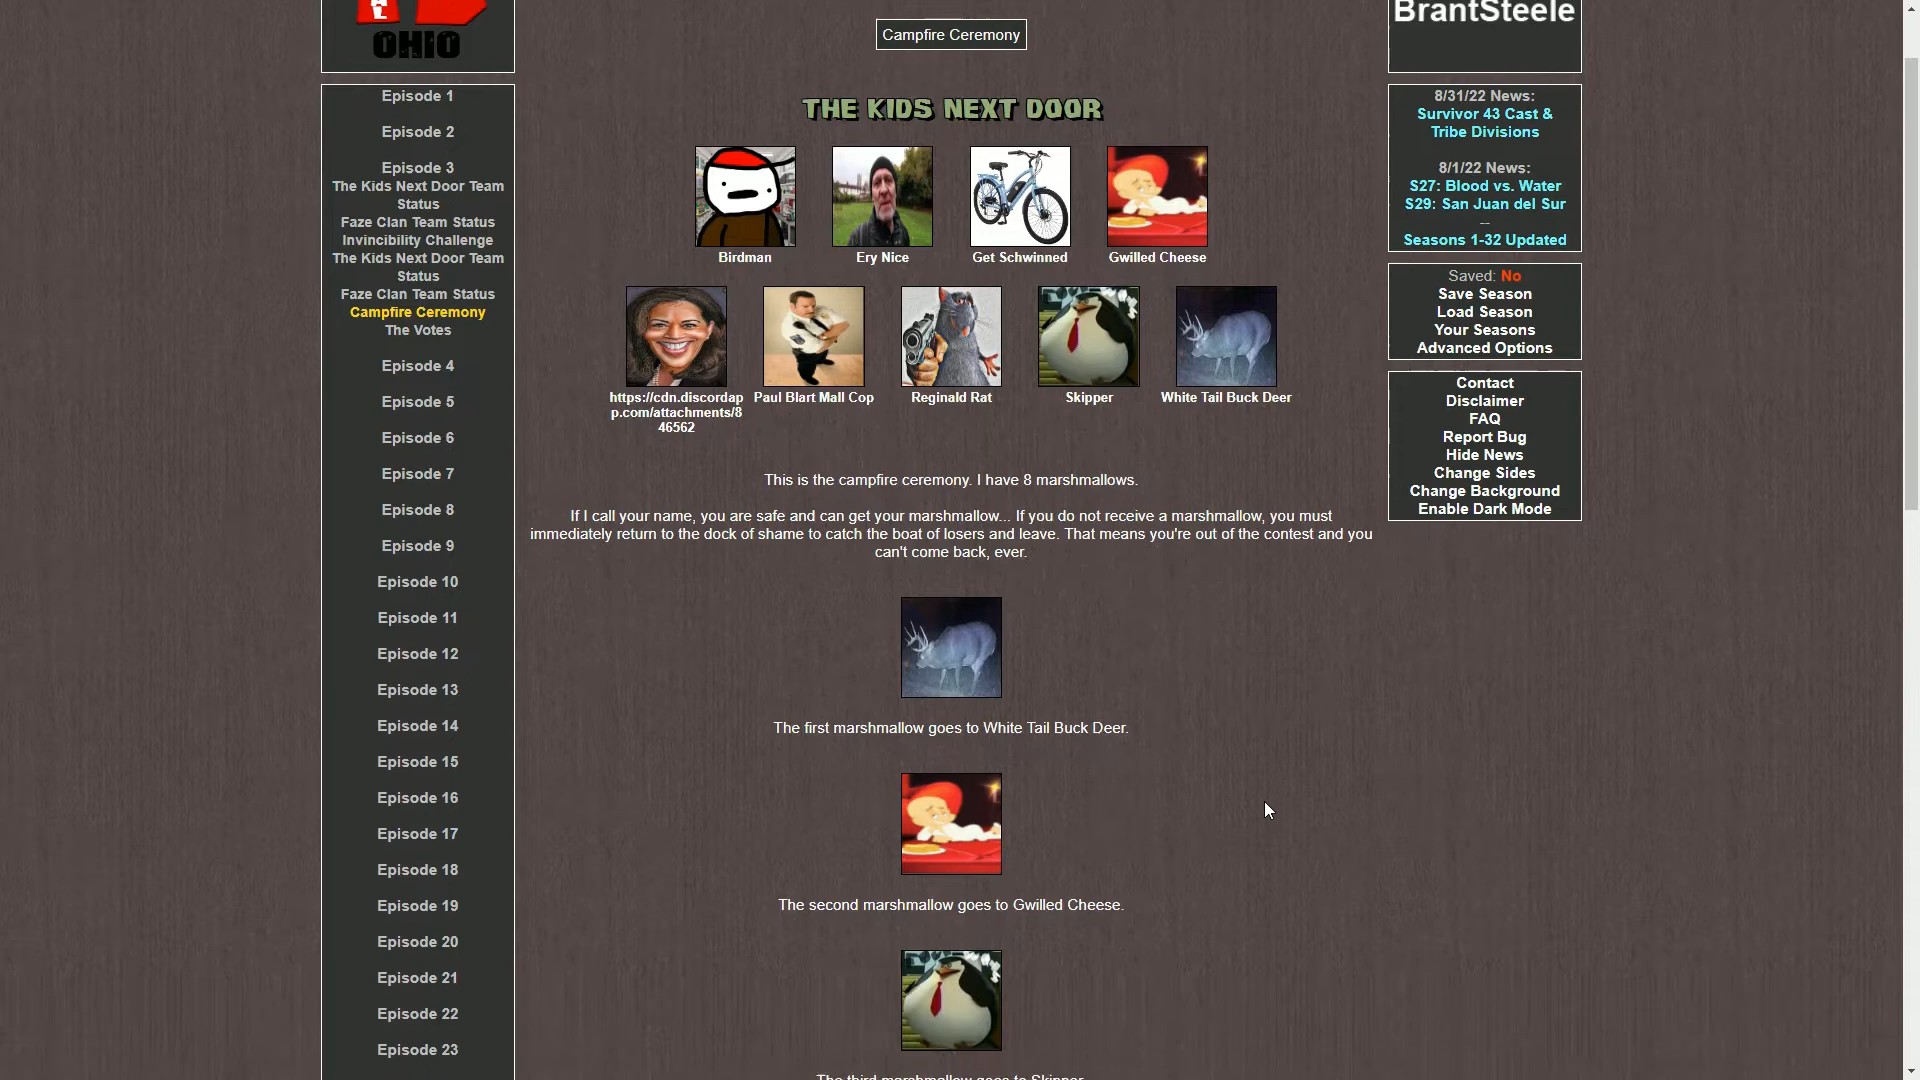 OHIO
Episode 1
Episode 2
Episode 3
The Kids Next Door Team
Status
Faze Clan Team Status
Invincibility Challenge
The Kids Next Door Team
Status
Faze Clan Team Status
Campfire Ceremony
The Votes
Episode 4
Episode 5
Episode 6
Episode 7
Episode 8
Episode 9
Episode 10
Episode 11
Episode 12
Episode 13
Episode 14
Episode 15
Episode 16
Episode 17
Episode 18
Episode 19
Episode 20
Episode 21
Episode 22
Episode 23
Campfire Ceremony
THE KIDS NEXT DOOR
Birdman
Ery Nice
Get Schwinned
Gwilled Cheese
https://cdn.discordap
p.com/attachments/8
46562
Paul Blart Mall Cop
Reginald Rat
Skipper
White Tail Buck Deer
This is the campfire ceremony. I have 8 marshmallows.
If I call your name, you are safe and can get your marshmallow... If you do not receive a marshmallow, you must
immediately return to the dock of shame to catch the boat of losers and leave. That means you're out of the contest and you
can't come back, ever.
The first marshmallow goes to White Tail Buck Deer.
The second marshmallow goes to Gwilled Cheese.
The third marshmallow goes to Skipper.
BrantSteele
8/31/22 News:
Survivor 43 Cast &
Tribe Divisions
8/1/22 News:
S27: Blood vs. Water
S29: San Juan del Sur
--
Seasons 1-32 Updated
Saved: No
Save Season
Load Season
Your Seasons
Advanced Options
Contact
Disclaimer
FAQ
Report Bug
Hide News
Change Sides
Change Background
Enable Dark Mode